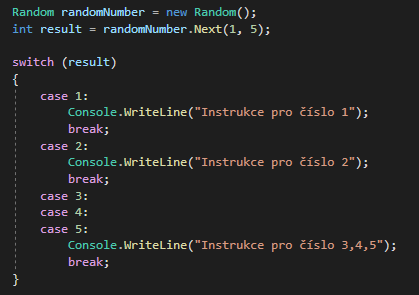 Random randomNumber = new Random();
int result = randomNumber.Next(1, 5);

switch (result)
{
    case 1:
        Console.WriteLine("Instrukce pro číslo 1");
        break;
    case 2:
        Console.WriteLine("Instrukce pro číslo 2");
        break;
    case 3:
    case 4:
    case 5:
        Console.WriteLine("Instrukce pro číslo 3,4,5");
        break;
}